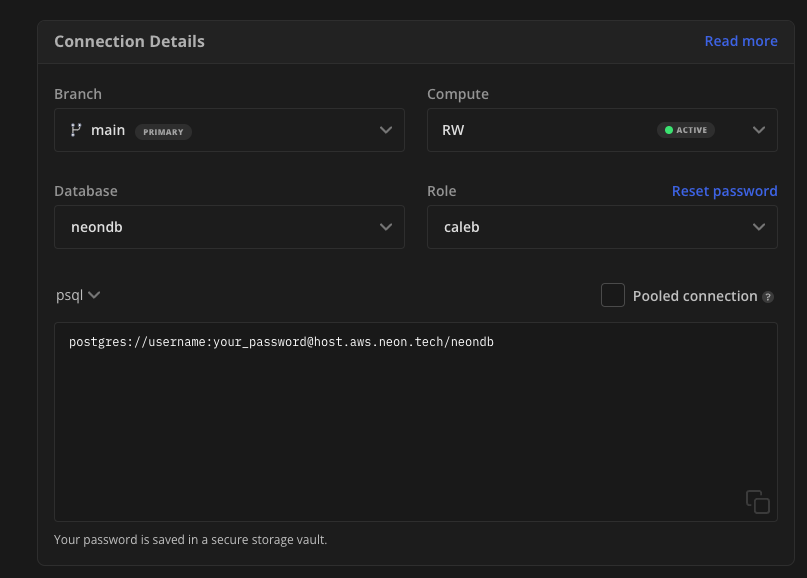 Connection Details Read more
Branch Compute
main PRIMARY RW ACTIVE
Database Role Reset password
neondb caleb
psql Pooled connection ?
postgres://username:your_password@host.aws.neon.tech/neondb
Your password is saved in a secure storage vault.